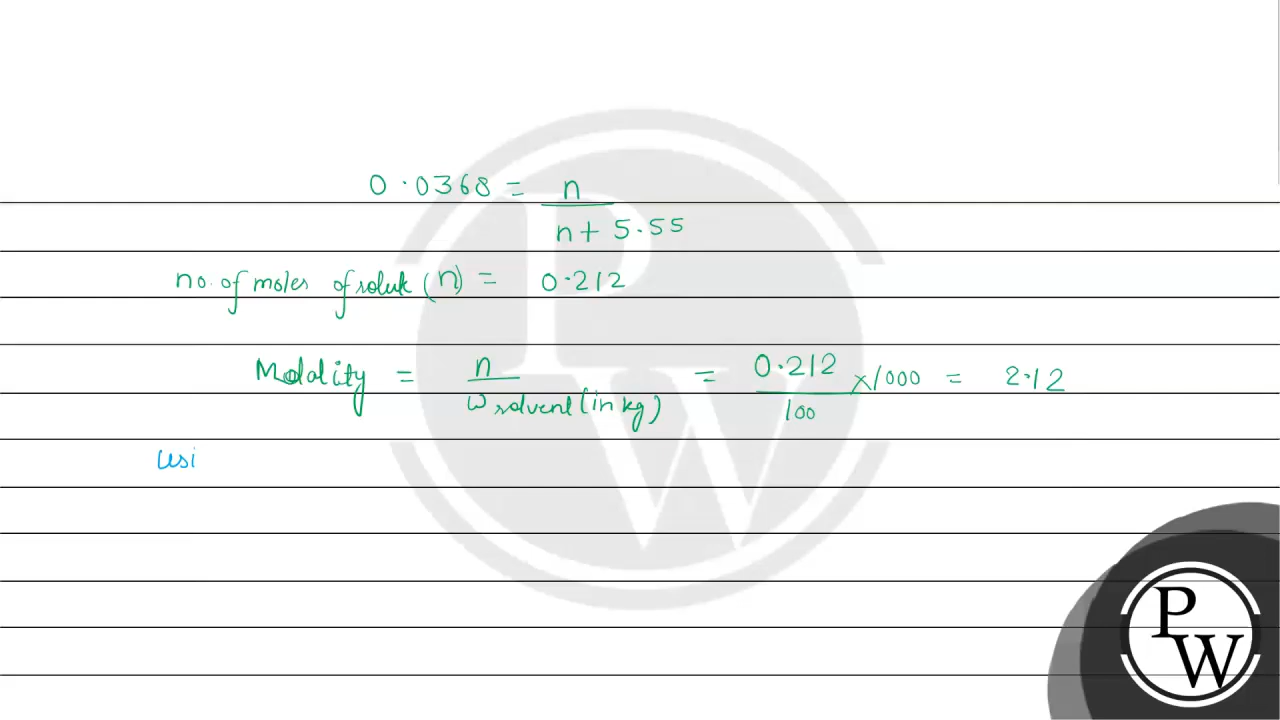 0.0368 = n / n + 5.55
no. of moles of solute (n) = 0.212
Molality = n / W solvent (in kg) = 0.212 / 100 × 1000 = 2.12
usi
P
W
P
W